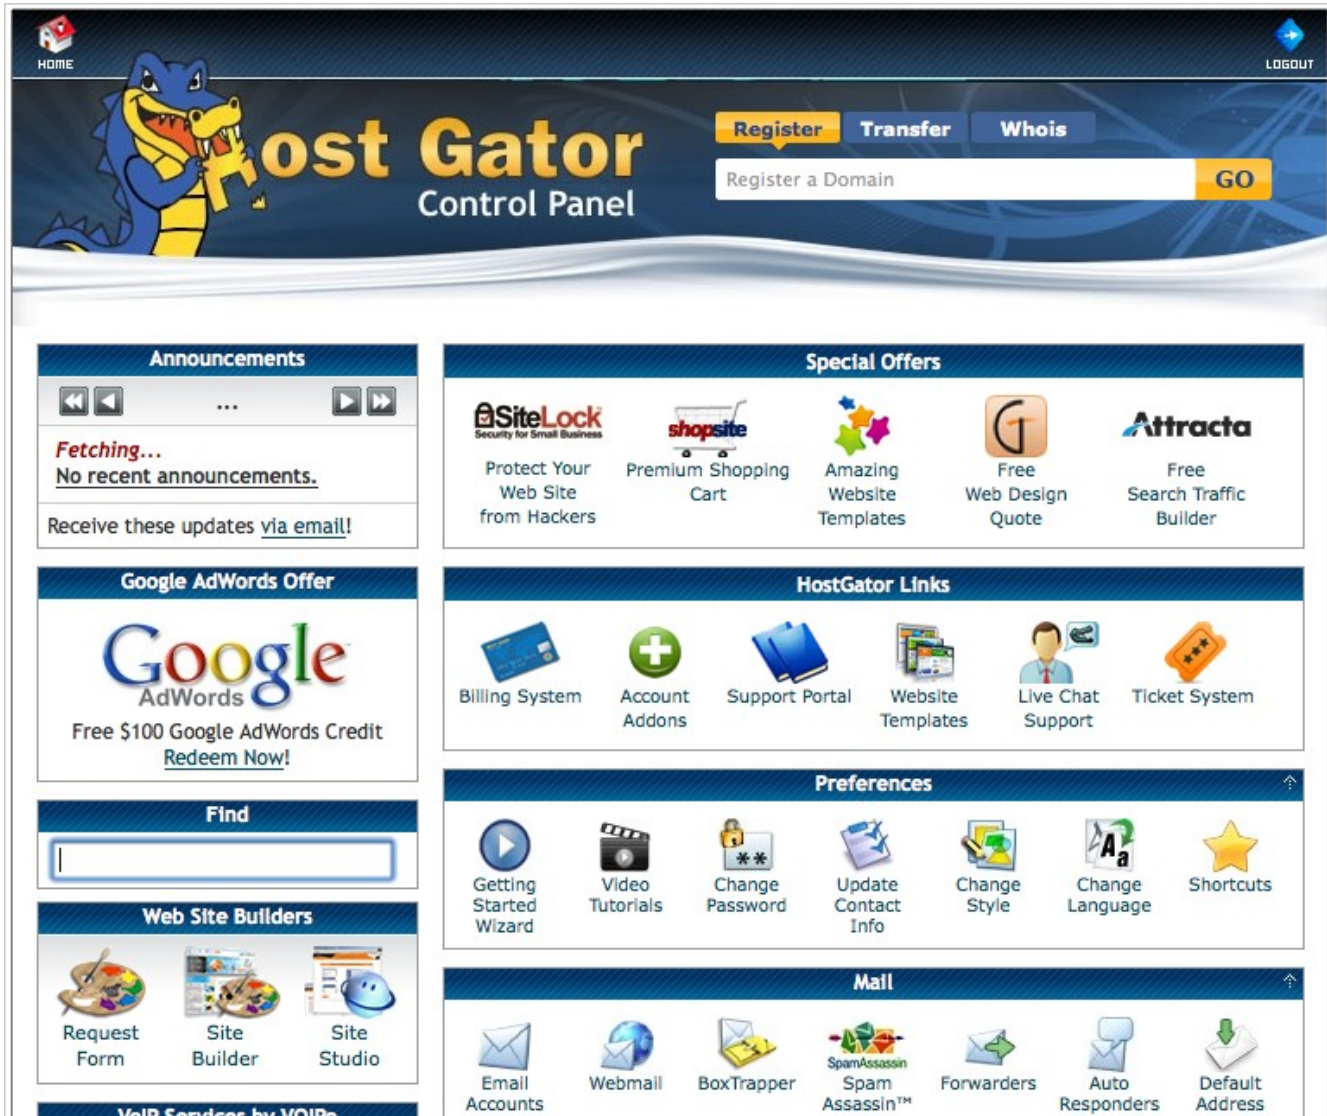 HOME
LOGOUT
Host Gator
Control Panel
Register Transfer Whois
Register a Domain GO
Announcements
...
Fetching...
No recent announcements.
Receive these updates via email!
Google AdWords Offer
Google
AdWords
Free $100 Google AdWords Credit
Redeem Now!
Find
Web Site Builders
Request
Form
Site
Builder
Site
Studio
VoIP Services by VOIPo
Special Offers
SiteLock
Security for Small Business
Protect Your
Web Site
from Hackers
shopsite
Premium Shopping
Cart
Amazing
Website
Templates
G
Free
Web Design
Quote
Attracta
Free
Search Traffic
Builder
HostGator Links
Billing System
Account
Addons
Support Portal
Website
Templates
Live Chat
Support
Ticket System
Preferences
Getting
Started
Wizard
Video
Tutorials
**
Change
Password
Update
Contact
Info
Change
Style
Aa
Change
Language
Shortcuts
Mail
Email
Accounts
Webmail
BoxTrapper
SpamAssassin
Spam
Assassin™
Forwarders
Auto
Responders
Default
Address